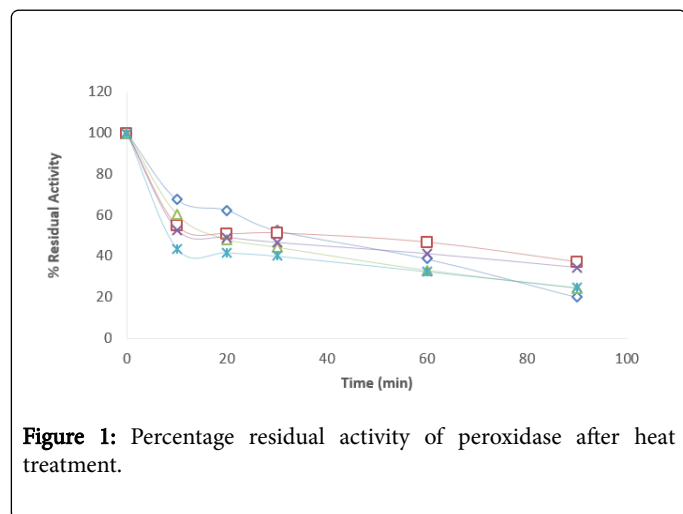 120
100
80
60
40
20
0
% Residual Activity
0 20 40 60 80 100
Time (min)
Figure 1: Percentage residual activity of peroxidase after heat
treatment.